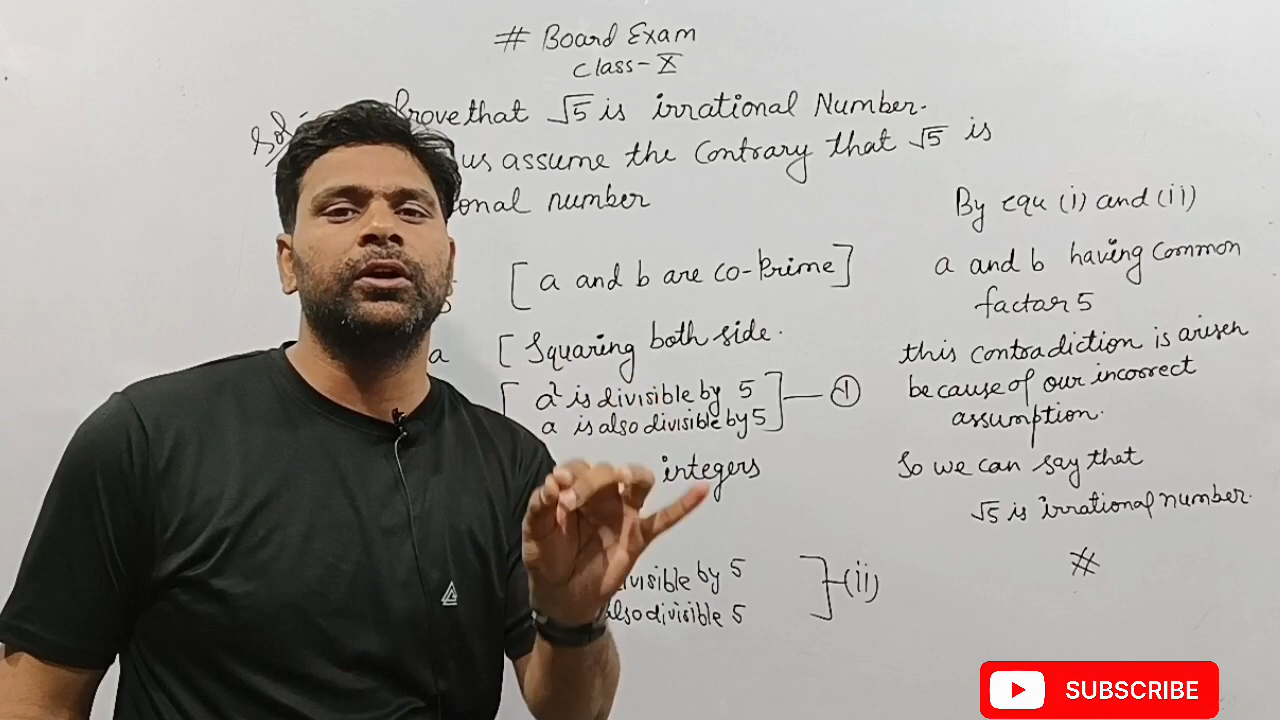 # Board Exam
Class-X
Sol:-
Prove that √5 is irrational Number.
us assume the Contrary that √5 is
ional number
[a and b are co-Prime]
a [Squaring both side.
[a² is divisible by 5
a is also divisible by 5] — ①
integers
divisible by 5
also divisible 5 ] — (ii)
By equ (i) and (ii)
a and b having common
factar 5
this contradiction is arisen
because of our incorrect
assumption.
So we can say that
√5 is irrational number.
#
SUBSCRIBE